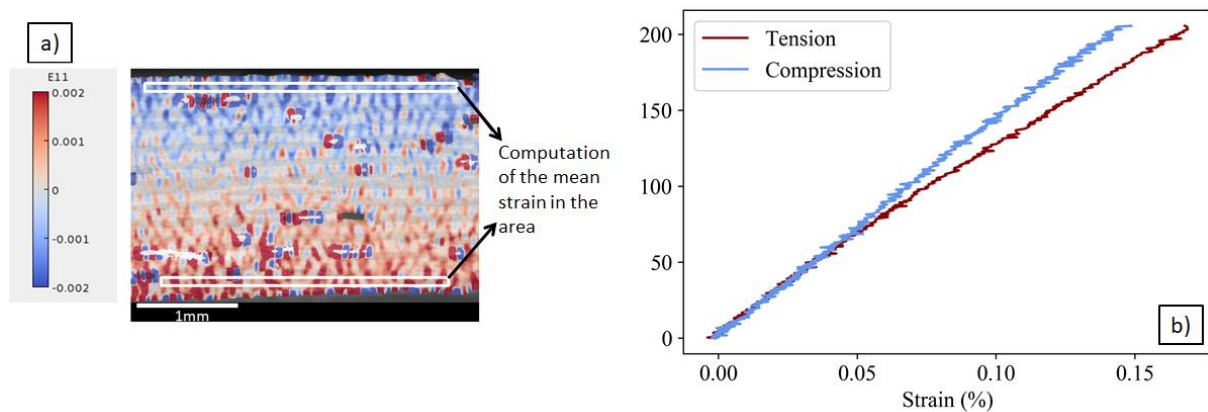 a)
E11
0.002
0.001
0
-0.001
-0.002
1mm
Computation
of the mean
strain in the
area
Tension
Compression
200
150
100
50
0
0.00 0.05 0.10 0.15
Strain (%)
b)